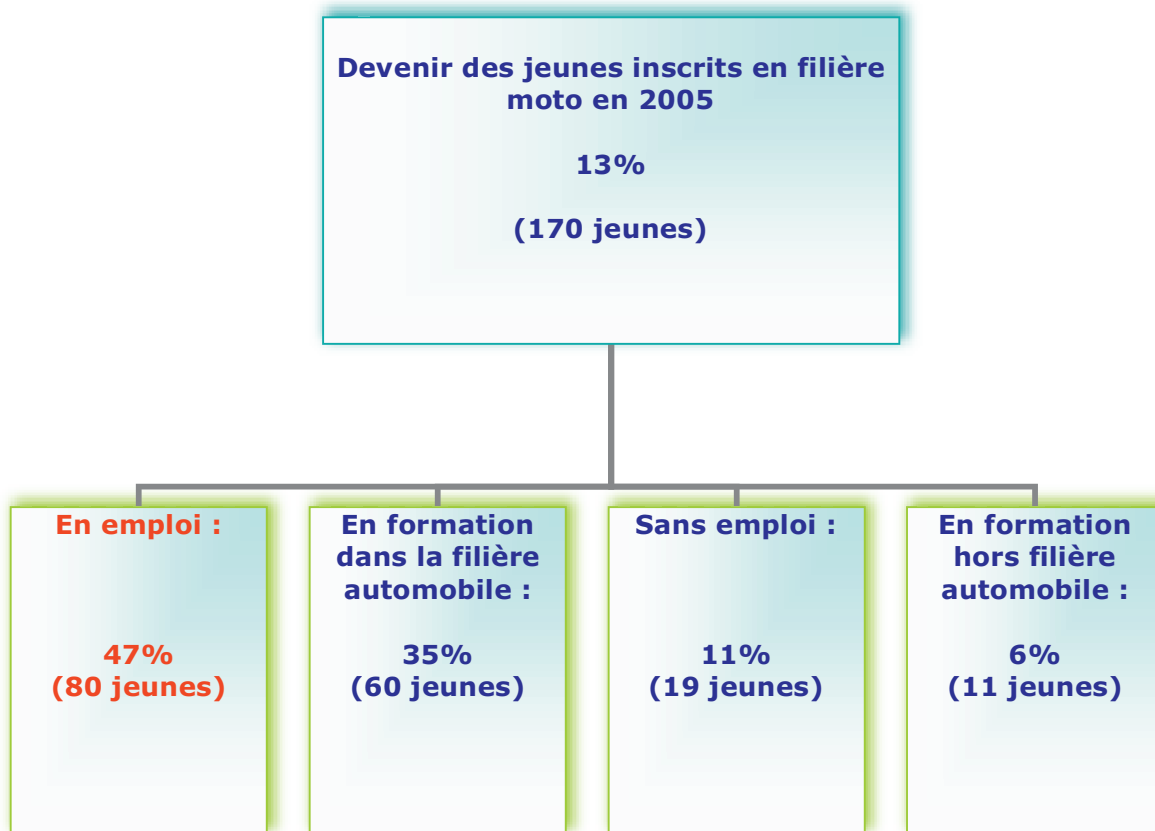 Devenir des jeunes inscrits en filière
moto en 2005
13%
(170 jeunes)
En emploi :
47%
(80 jeunes)
En formation
dans la filière
automobile :
35%
(60 jeunes)
Sans emploi :
11%
(19 jeunes)
En formation
hors filière
automobile :
6%
(11 jeunes)